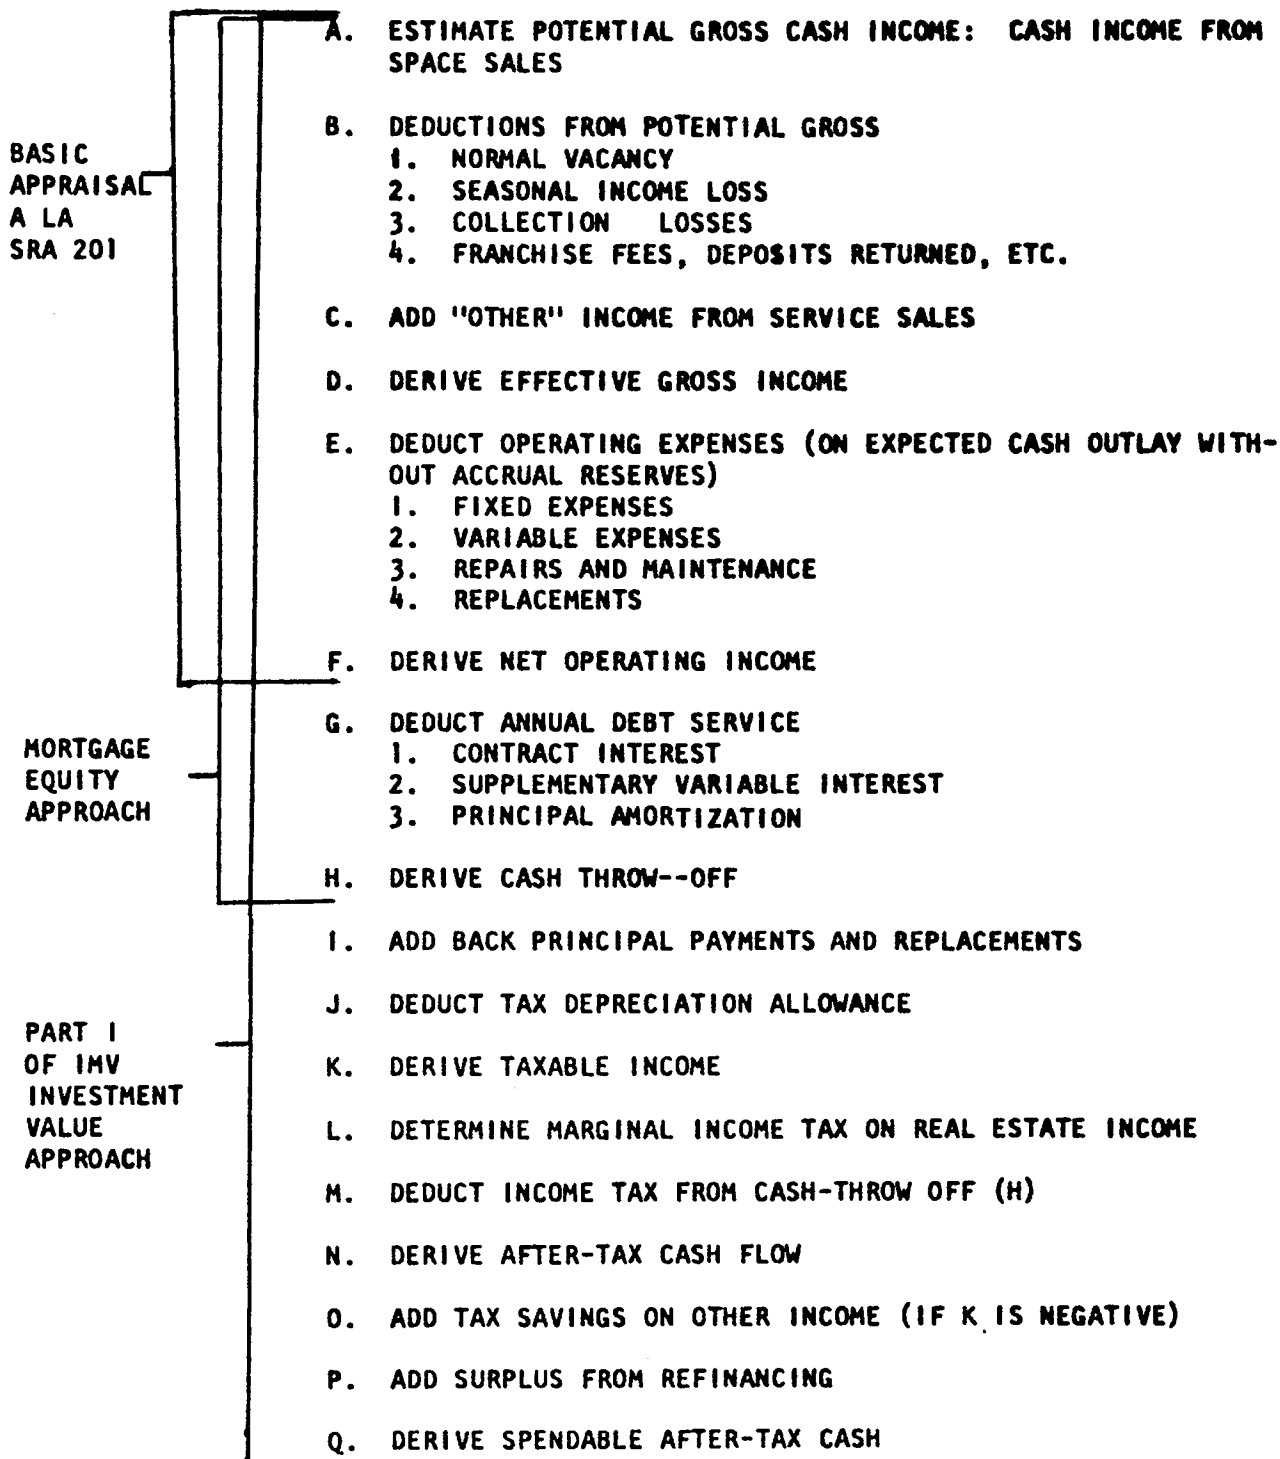 A. ESTIMATE POTENTIAL GROSS CASH INCOME: CASH INCOME FROM
SPACE SALES
B. DEDUCTIONS FROM POTENTIAL GROSS
1. NORMAL VACANCY
2. SEASONAL INCOME LOSS
3. COLLECTION LOSSES
4. FRANCHISE FEES, DEPOSITS RETURNED, ETC.
BASIC
APPRAISAL
A LA
SRA 201
C. ADD "OTHER" INCOME FROM SERVICE SALES
D. DERIVE EFFECTIVE GROSS INCOME
E. DEDUCT OPERATING EXPENSES (ON EXPECTED CASH OUTLAY WITH-
OUT ACCRUAL RESERVES)
1. FIXED EXPENSES
2. VARIABLE EXPENSES
3. REPAIRS AND MAINTENANCE
4. REPLACEMENTS
F. DERIVE NET OPERATING INCOME
G. DEDUCT ANNUAL DEBT SERVICE
1. CONTRACT INTEREST
2. SUPPLEMENTARY VARIABLE INTEREST
3. PRINCIPAL AMORTIZATION
MORTGAGE
EQUITY
APPROACH
H. DERIVE CASH THROW--OFF
I. ADD BACK PRINCIPAL PAYMENTS AND REPLACEMENTS
J. DEDUCT TAX DEPRECIATION ALLOWANCE
PART I
OF IMV
INVESTMENT
VALUE
APPROACH
K. DERIVE TAXABLE INCOME
L. DETERMINE MARGINAL INCOME TAX ON REAL ESTATE INCOME
M. DEDUCT INCOME TAX FROM CASH-THROW OFF (H)
N. DERIVE AFTER-TAX CASH FLOW
O. ADD TAX SAVINGS ON OTHER INCOME (IF K IS NEGATIVE)
P. ADD SURPLUS FROM REFINANCING
Q. DERIVE SPENDABLE AFTER-TAX CASH